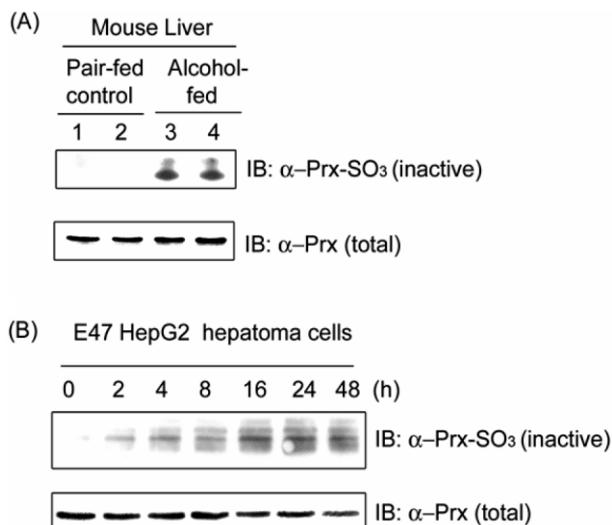 (A)
Mouse Liver
Pair-fed control
Alcohol-fed
1 2 3 4
IB: α–Prx-SO₃ (inactive)
IB: α–Prx (total)
(B)
E47 HepG2 hepatoma cells
0 2 4 8 16 24 48 (h)
IB: α–Prx-SO₃ (inactive)
IB: α–Prx (total)